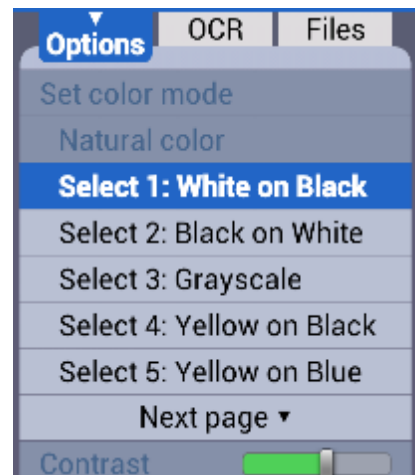 Options OCR Files
Set color mode
Natural color
Select 1: White on Black
Select 2: Black on White
Select 3: Grayscale
Select 4: Yellow on Black
Select 5: Yellow on Blue
Next page ▼
Contrast